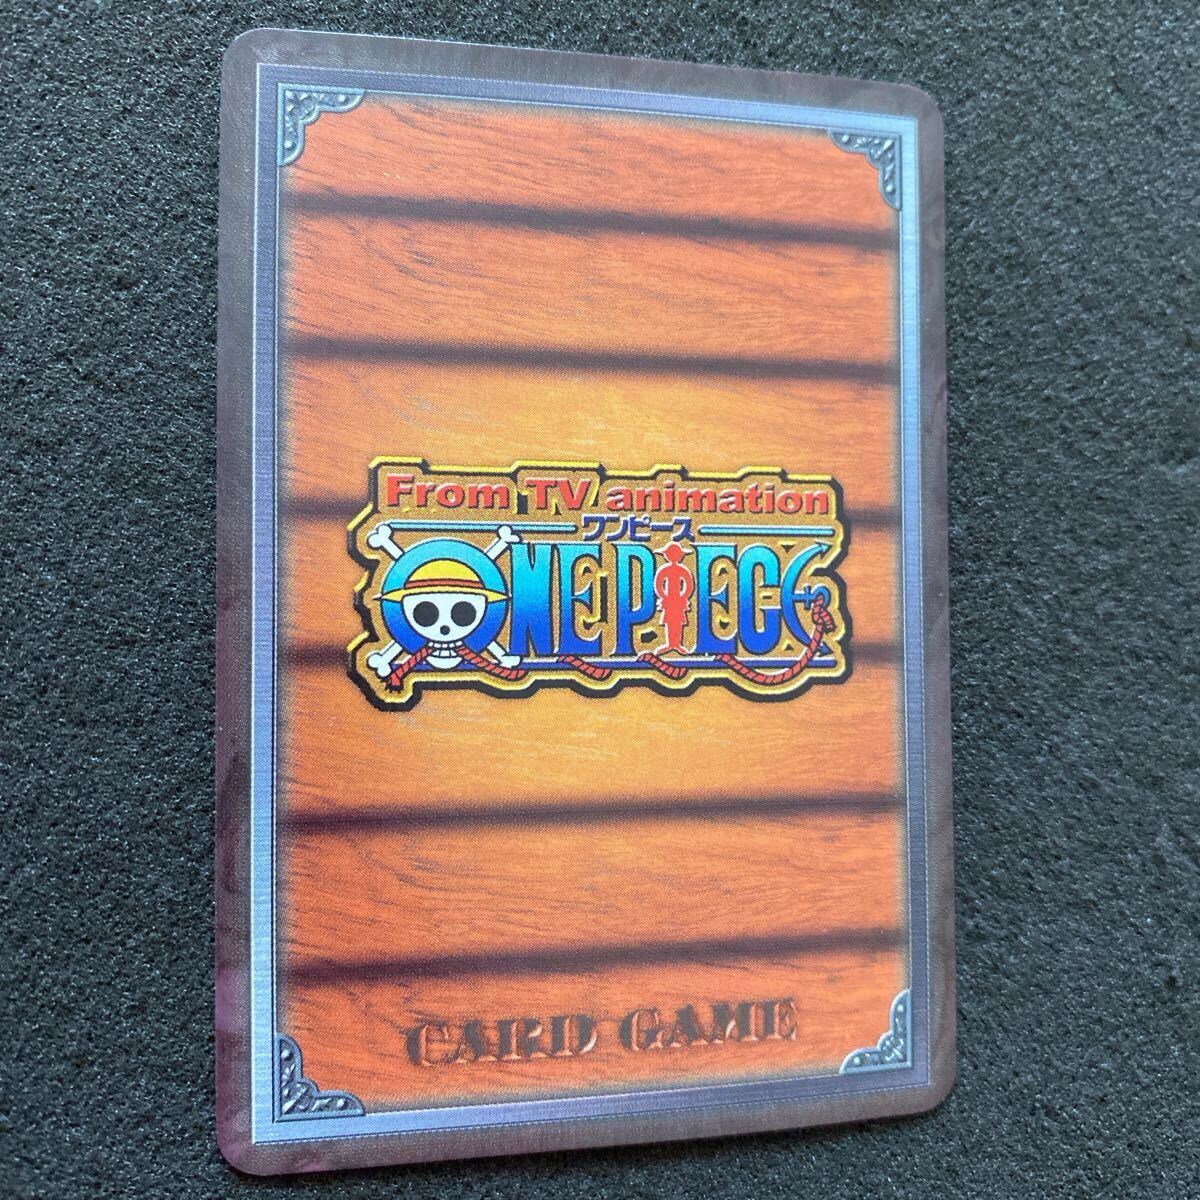 From TV animation
ワンピース
ONE PIECE
CARD GAME